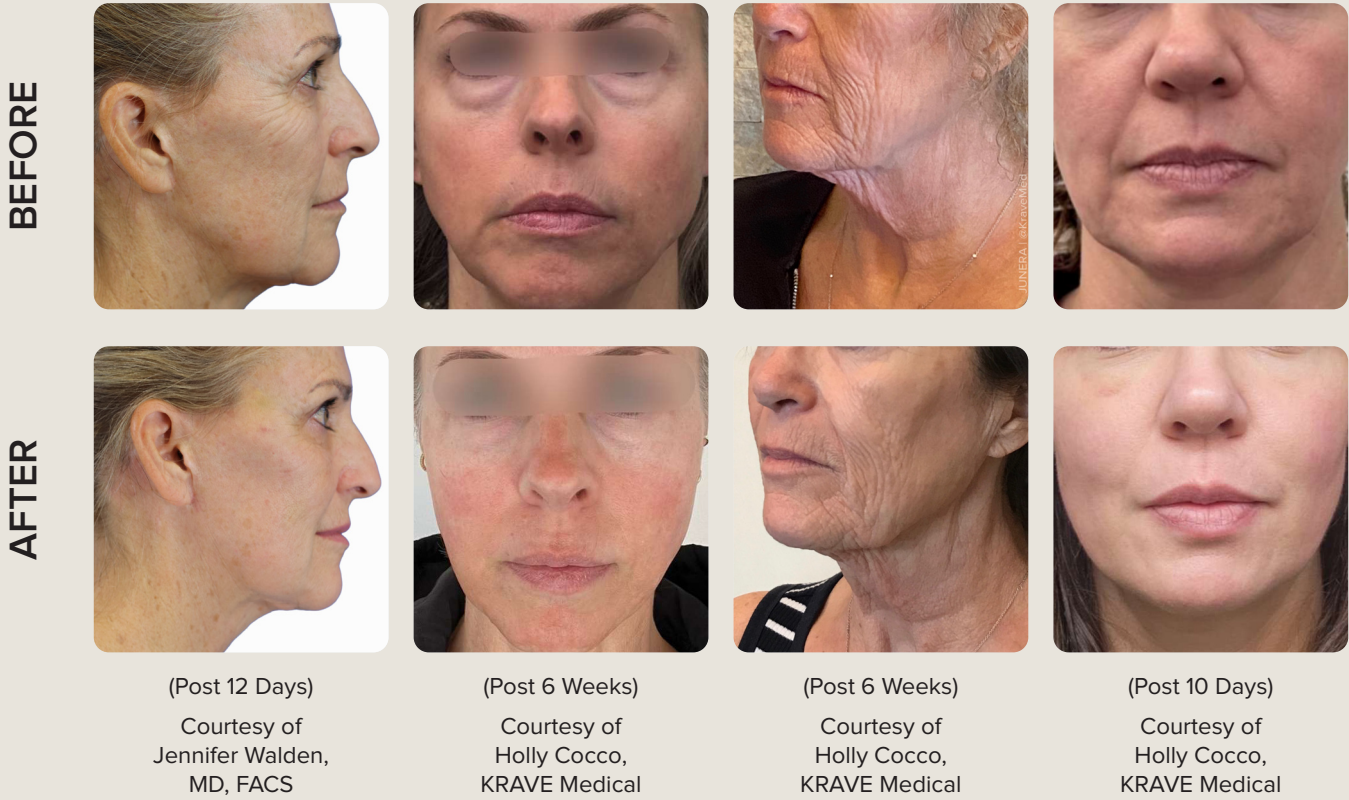 BEFORE
JUNERA | @KraveMed
AFTER
(Post 12 Days)
Courtesy of
Jennifer Walden,
MD, FACS
(Post 6 Weeks)
Courtesy of
Holly Cocco,
KRAVE Medical
(Post 6 Weeks)
Courtesy of
Holly Cocco,
KRAVE Medical
(Post 10 Days)
Courtesy of
Holly Cocco,
KRAVE Medical